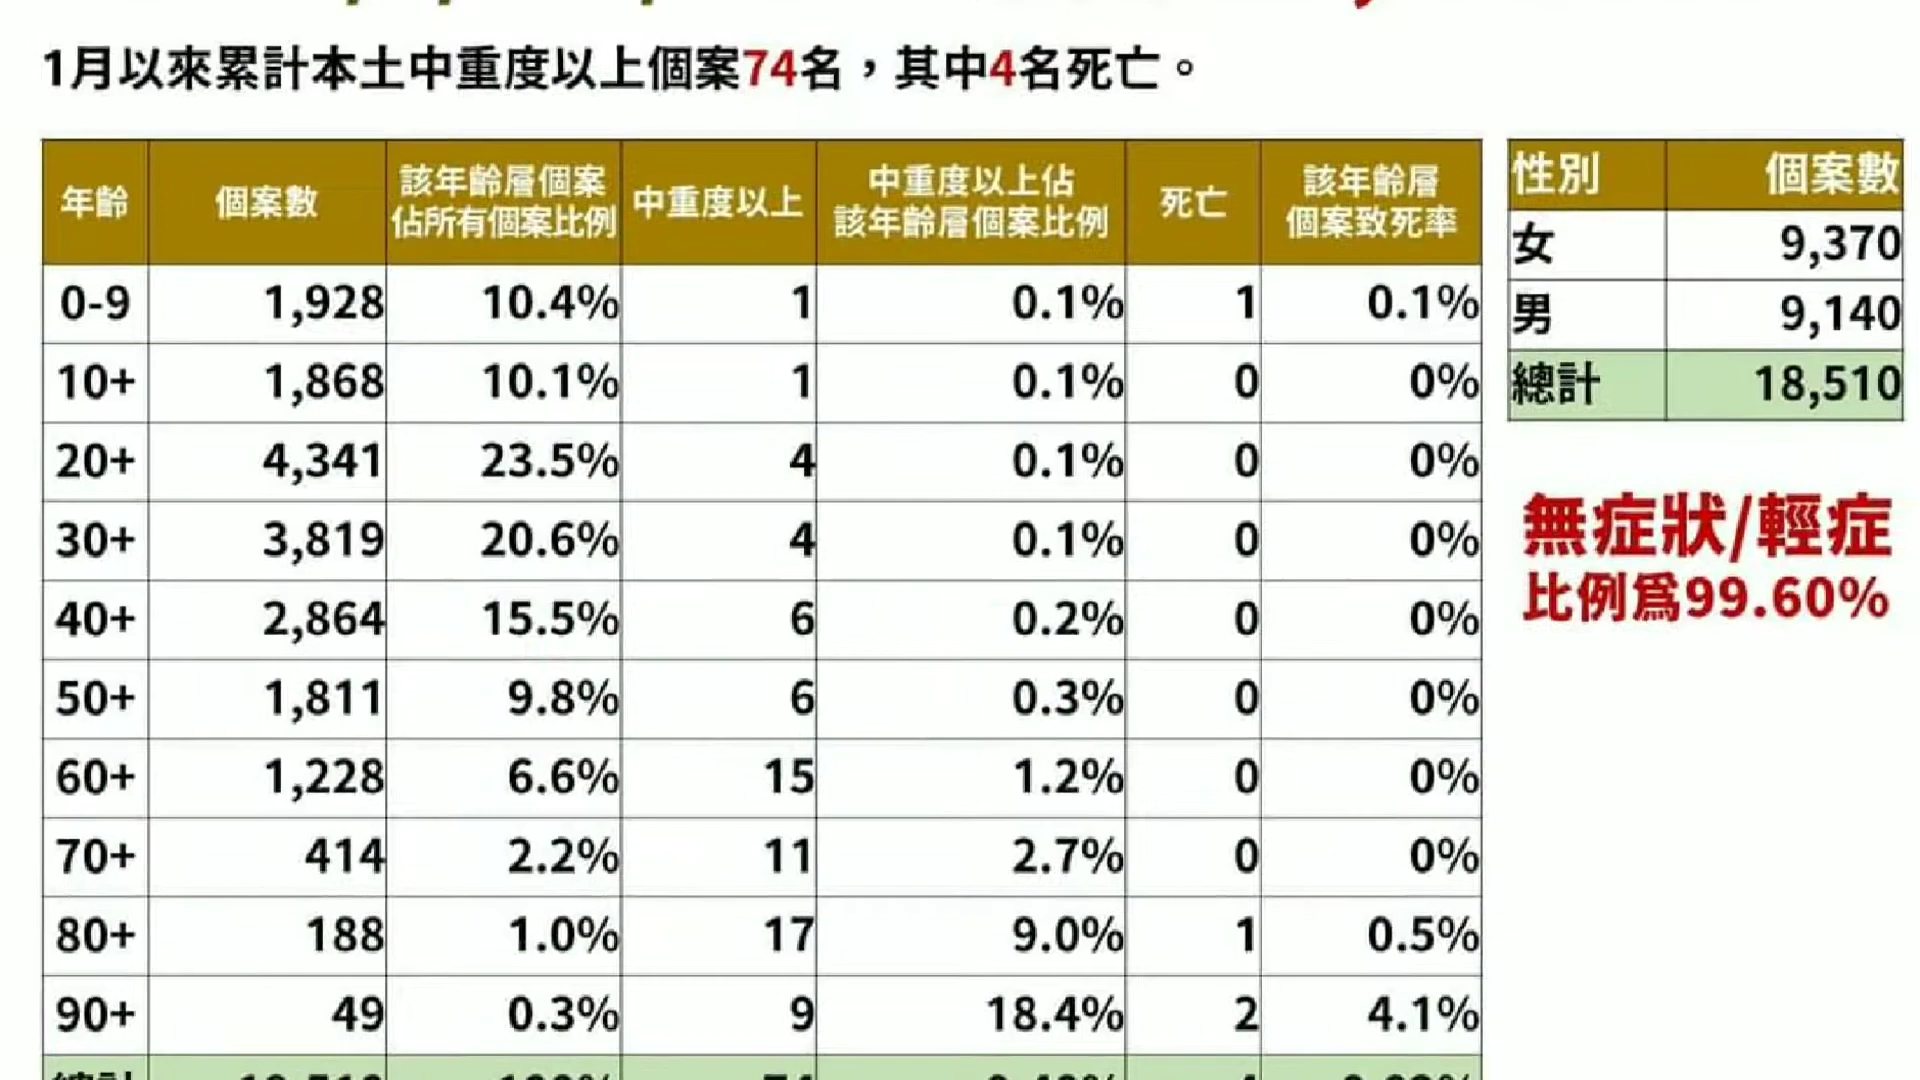 1月以來累計本土中重度以上個案74名，其中4名死亡。
年齡 個案數 該年齡層個案佔所有個案比例 中重度以上 中重度以上佔該年齡層個案比例 死亡 該年齡層個案致死率
0-9 1,928 10.4% 1 0.1% 1 0.1%
10+ 1,868 10.1% 1 0.1% 0 0%
20+ 4,341 23.5% 4 0.1% 0 0%
30+ 3,819 20.6% 4 0.1% 0 0%
40+ 2,864 15.5% 6 0.2% 0 0%
50+ 1,811 9.8% 6 0.3% 0 0%
60+ 1,228 6.6% 15 1.2% 0 0%
70+ 414 2.2% 11 2.7% 0 0%
80+ 188 1.0% 17 9.0% 1 0.5%
90+ 49 0.3% 9 18.4% 2 4.1%
性別 個案數
女 9,370
男 9,140
總計 18,510
無症狀/輕症
比例爲99.60%